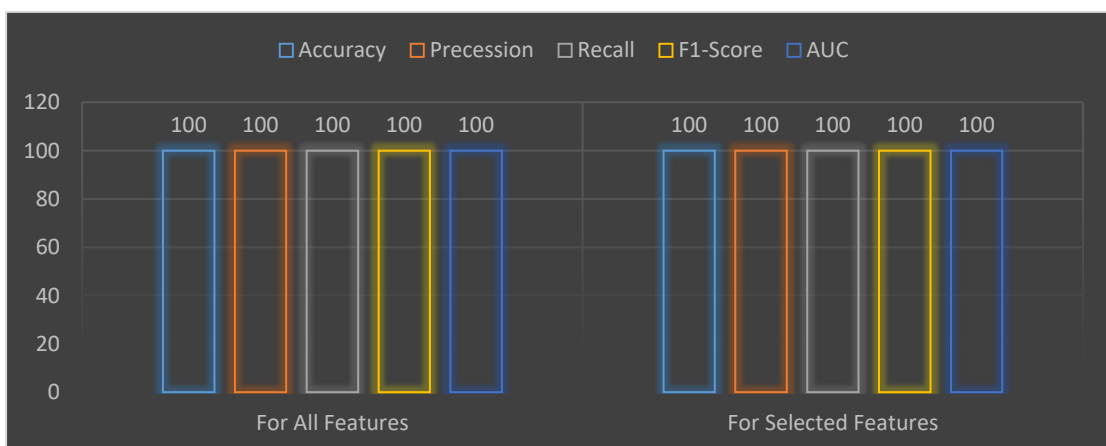 Accuracy Precession Recall F1-Score AUC
120
100 100 100 100 100 100 100 100 100 100
100
80
60
40
20
0
For All Features For Selected Features